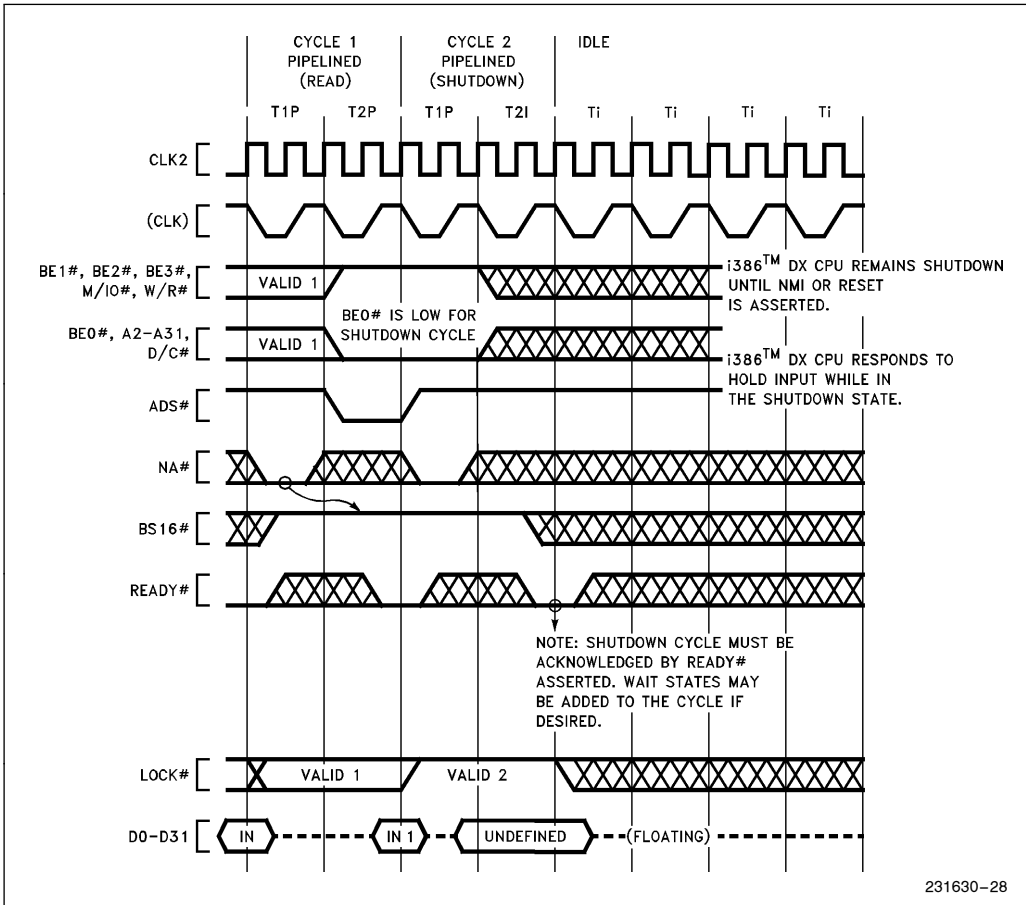 CYCLE 1
PIPELINED
(READ)
CYCLE 2
PIPELINED
(SHUTDOWN)
IDLE
T1P
T2P
T1P
T2I
Ti
Ti
Ti
Ti
CLK2
(CLK)
BE1#, BE2#, BE3#,
M/IO#, W/R#
VALID 1
i386™ DX CPU REMAINS SHUTDOWN
UNTIL NMI OR RESET
IS ASSERTED.
BE0# IS LOW FOR
SHUTDOWN CYCLE
BE0#, A2-A31,
D/C#
VALID 1
i386™ DX CPU RESPONDS TO
HOLD INPUT WHILE IN
THE SHUTDOWN STATE.
ADS#
NA#
BS16#
READY#
NOTE: SHUTDOWN CYCLE MUST BE
ACKNOWLEDGED BY READY#
ASSERTED. WAIT STATES MAY
BE ADDED TO THE CYCLE IF
DESIRED.
LOCK#
VALID 1
VALID 2
D0-D31
IN
IN 1
UNDEFINED
(FLOATING)
231630-28